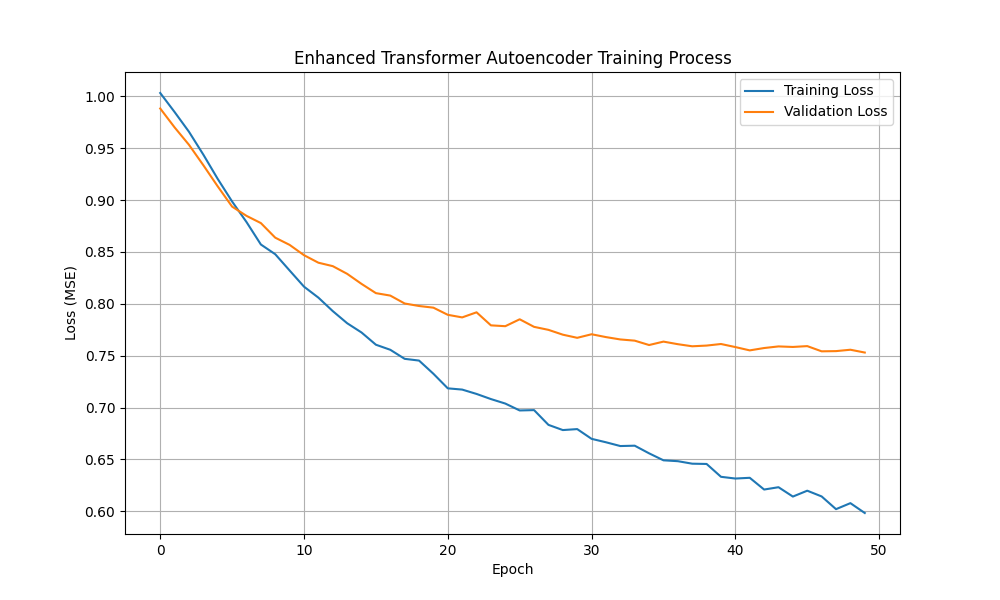 Enhanced Transformer Autoencoder Training Process
Training Loss
Validation Loss
Loss (MSE)
1.00
0.95
0.90
0.85
0.80
0.75
0.70
0.65
0.60
0 10 20 30 40 50
Epoch